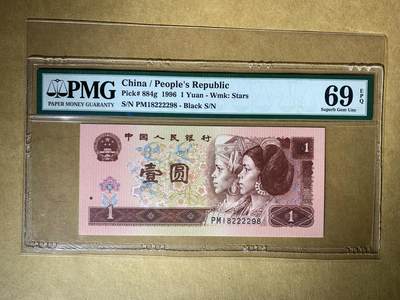 PMG
PAPER MONEY GUARANTY
China / People's Republic
Pick# 884g 1996 1 Yuan - Wmk: Stars
S/N PM18222298 - Black S/N
69 EPQ
Superb Gem Unc
中国人民银行
1
壹圆
PM18222298
1
1